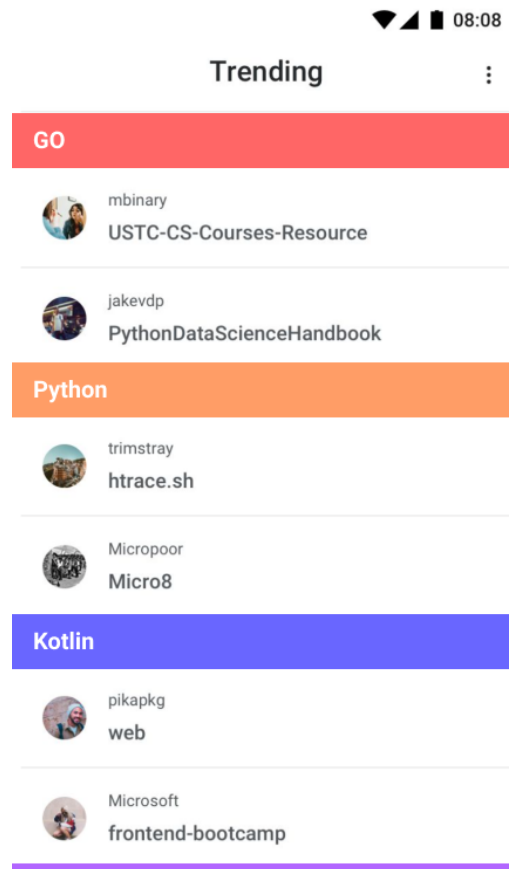 08:08
Trending
GO
mbinary
USTC-CS-Courses-Resource
jakevdp
PythonDataScienceHandbook
Python
trimstray
htrace.sh
Micropoor
Micro8
Kotlin
pikapkg
web
Microsoft
frontend-bootcamp